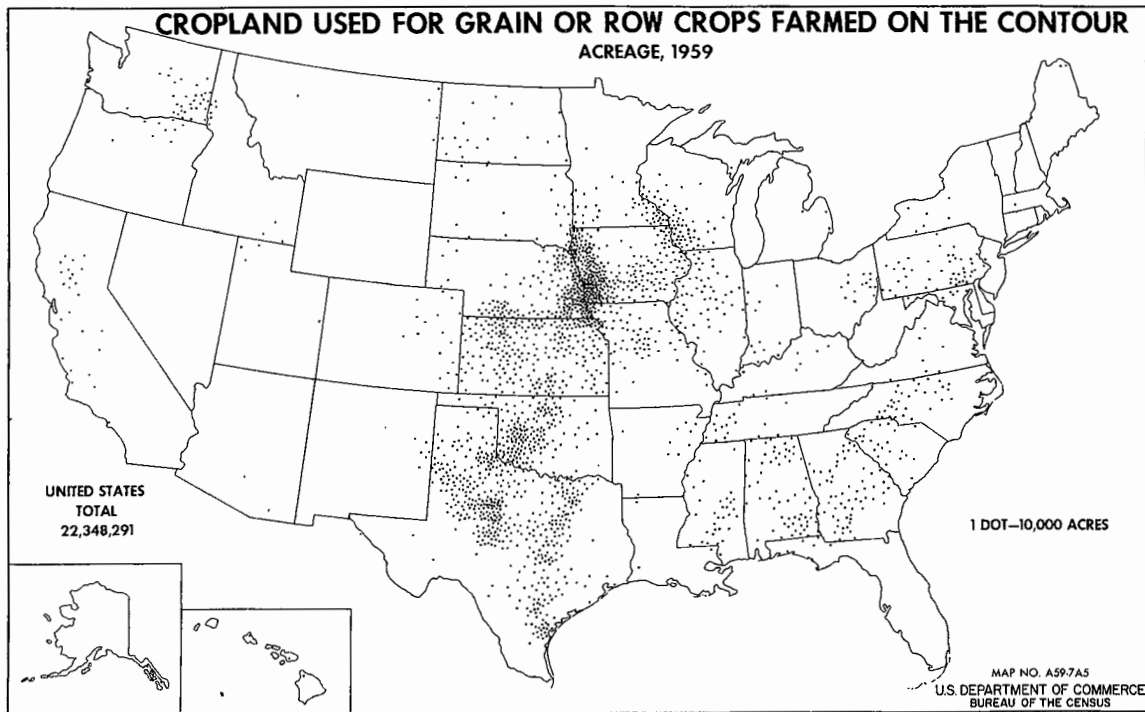 CROPLAND USED FOR GRAIN OR ROW CROPS FARMED ON THE CONTOUR
ACREAGE, 1959
UNITED STATES
TOTAL
22,348,291
1 DOT—10,000 ACRES
MAP NO. A59-7A5
U.S. DEPARTMENT OF COMMERCE
BUREAU OF THE CENSUS